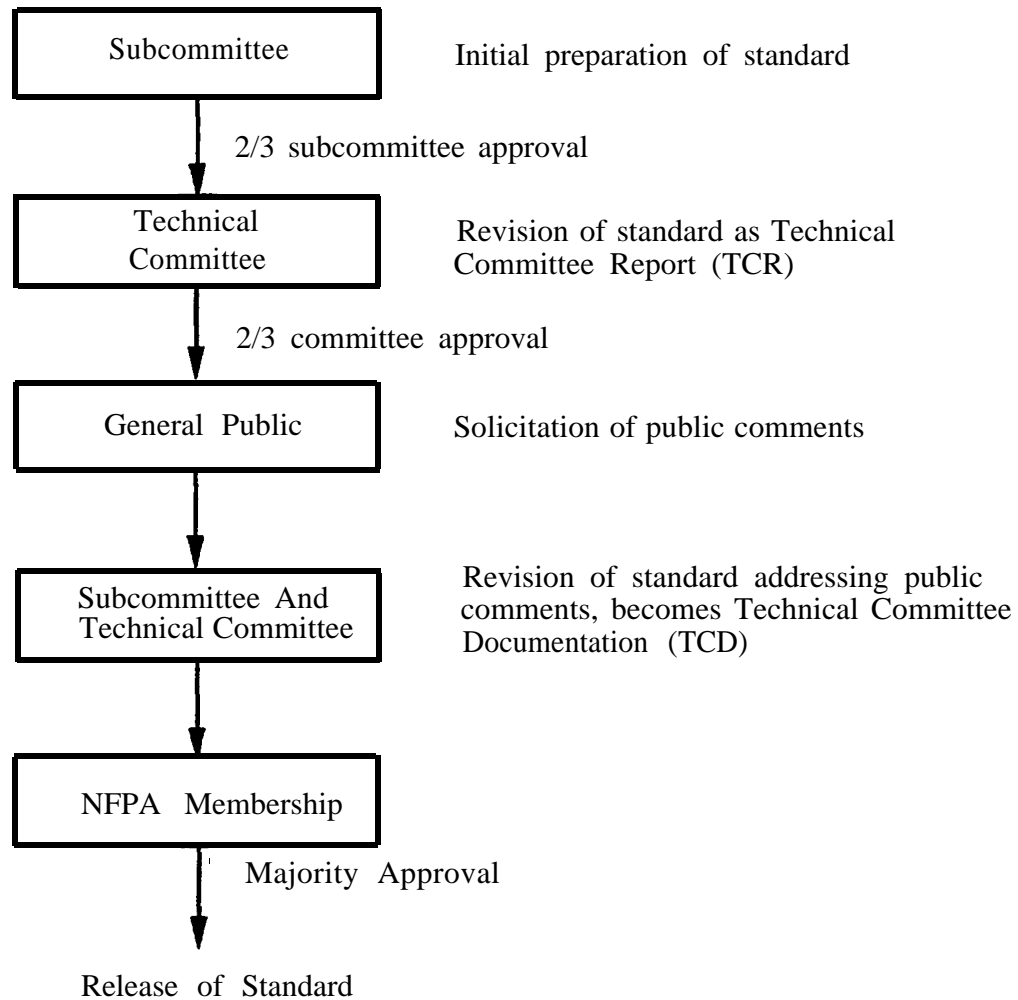 Subcommittee
Initial preparation of standard
2/3 subcommittee approval
Technical
Committee
Revision of standard as Technical
Committee Report (TCR)
2/3 committee approval
General Public
Solicitation of public comments
Subcommittee And
Technical Committee
Revision of standard addressing public
comments, becomes Technical Committee
Documentation (TCD)
NFPA Membership
Majority Approval
Release of Standard